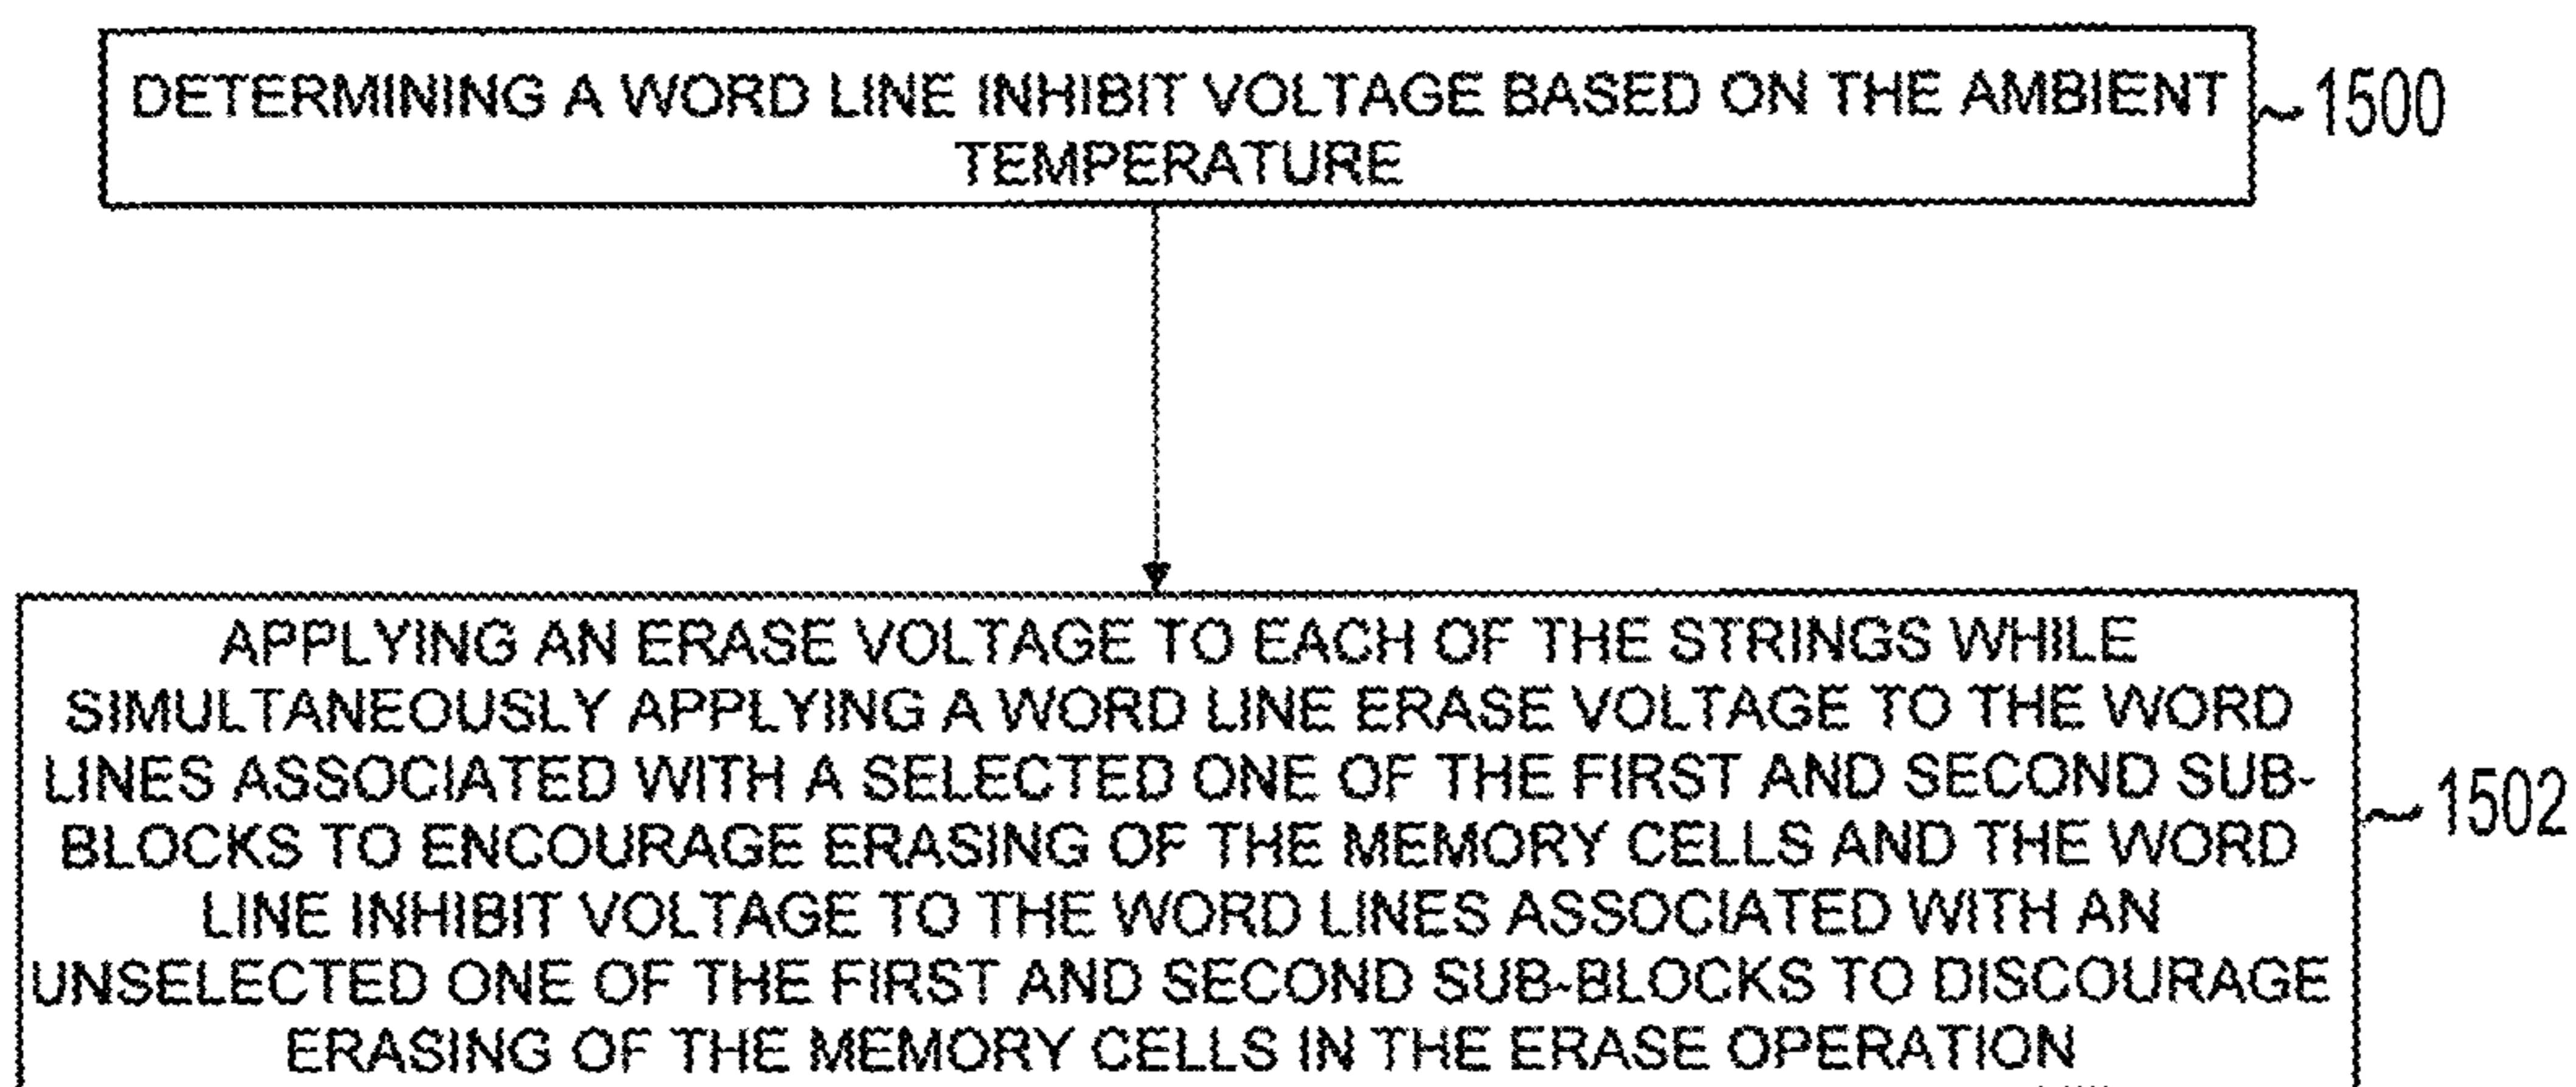 DETERMINING A WORD LINE INHIBIT VOLTAGE BASED ON THE AMBIENT
TEMPERATURE
1500
APPLYING AN ERASE VOLTAGE TO EACH OF THE STRINGS WHILE
SIMULTANEOUSLY APPLYING A WORD LINE ERASE VOLTAGE TO THE WORD
LINES ASSOCIATED WITH A SELECTED ONE OF THE FIRST AND SECOND SUB-
BLOCKS TO ENCOURAGE ERASING OF THE MEMORY CELLS AND THE WORD
LINE INHIBIT VOLTAGE TO THE WORD LINES ASSOCIATED WITH AN
UNSELECTED ONE OF THE FIRST AND SECOND SUB-BLOCKS TO DISCOURAGE
ERASING OF THE MEMORY CELLS IN THE ERASE OPERATION
1502